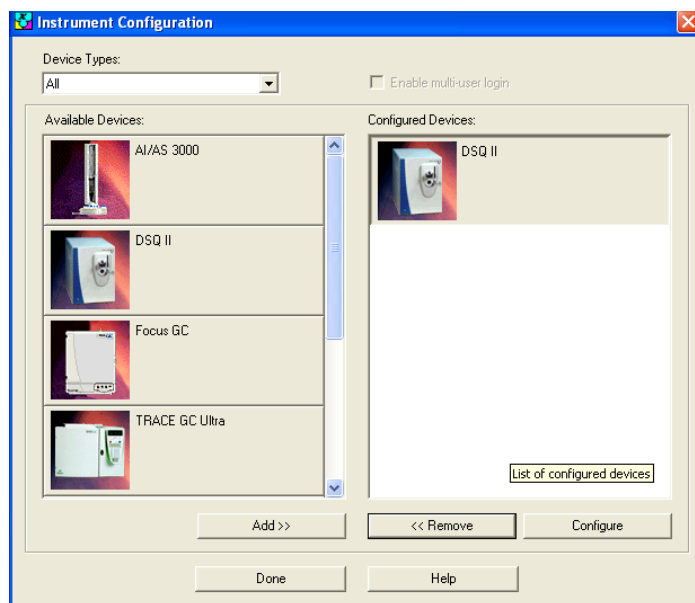 Instrument Configuration
Device Types:
All
Enable multi-user login
Available Devices:
AI/AS 3000
DSQ II
Focus GC
TRACE GC Ultra
Add >>
Configured Devices:
DSQ II
List of configured devices
<< Remove
Configure
Done
Help